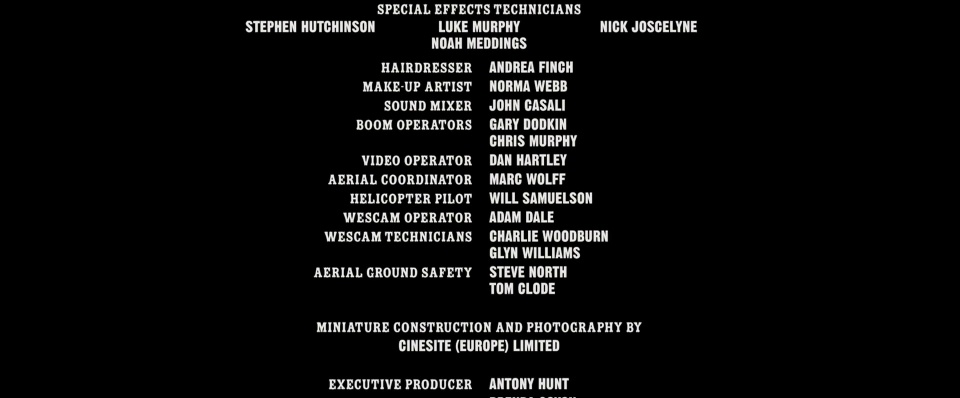 SPECIAL EFFECTS TECHNICIANS
STEPHEN HUTCHINSON LUKE MURPHY NICK JOSCELYNE
NOAH MEDDINGS
HAIRDRESSER ANDREA FINCH
MAKE-UP ARTIST NORMA WEBB
SOUND MIXER JOHN CASALI
BOOM OPERATORS GARY DODKIN
CHRIS MURPHY
VIDEO OPERATOR DAN HARTLEY
AERIAL COORDINATOR MARC WOLFF
HELICOPTER PILOT WILL SAMUELSON
WESCAM OPERATOR ADAM DALE
WESCAM TECHNICIANS CHARLIE WOODBURN
GLYN WILLIAMS
AERIAL GROUND SAFETY STEVE NORTH
TOM CLODE
MINIATURE CONSTRUCTION AND PHOTOGRAPHY BY
CINESITE (EUROPE) LIMITED
EXECUTIVE PRODUCER ANTONY HUNT